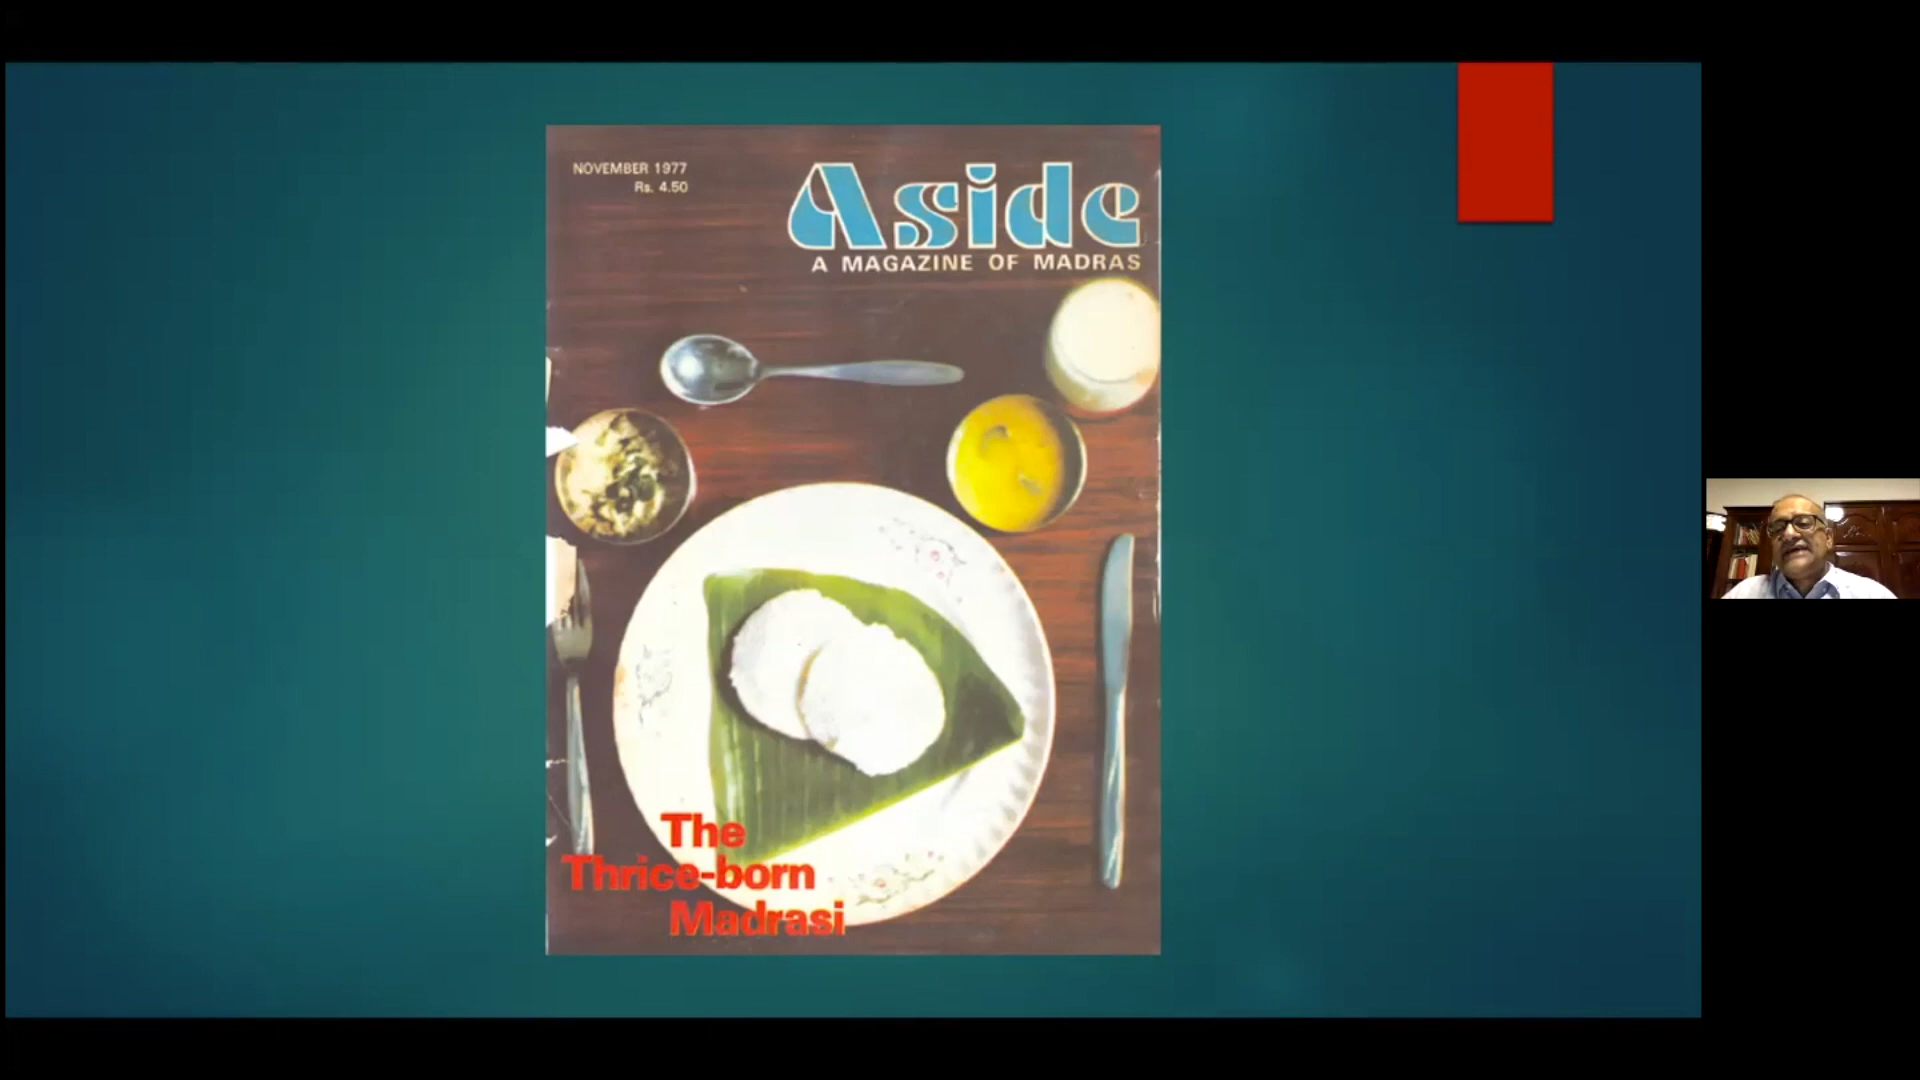 NOVEMBER 1977
Rs. 4.50
Aside
A MAGAZINE OF MADRAS
The
Thrice-born
Madrasi